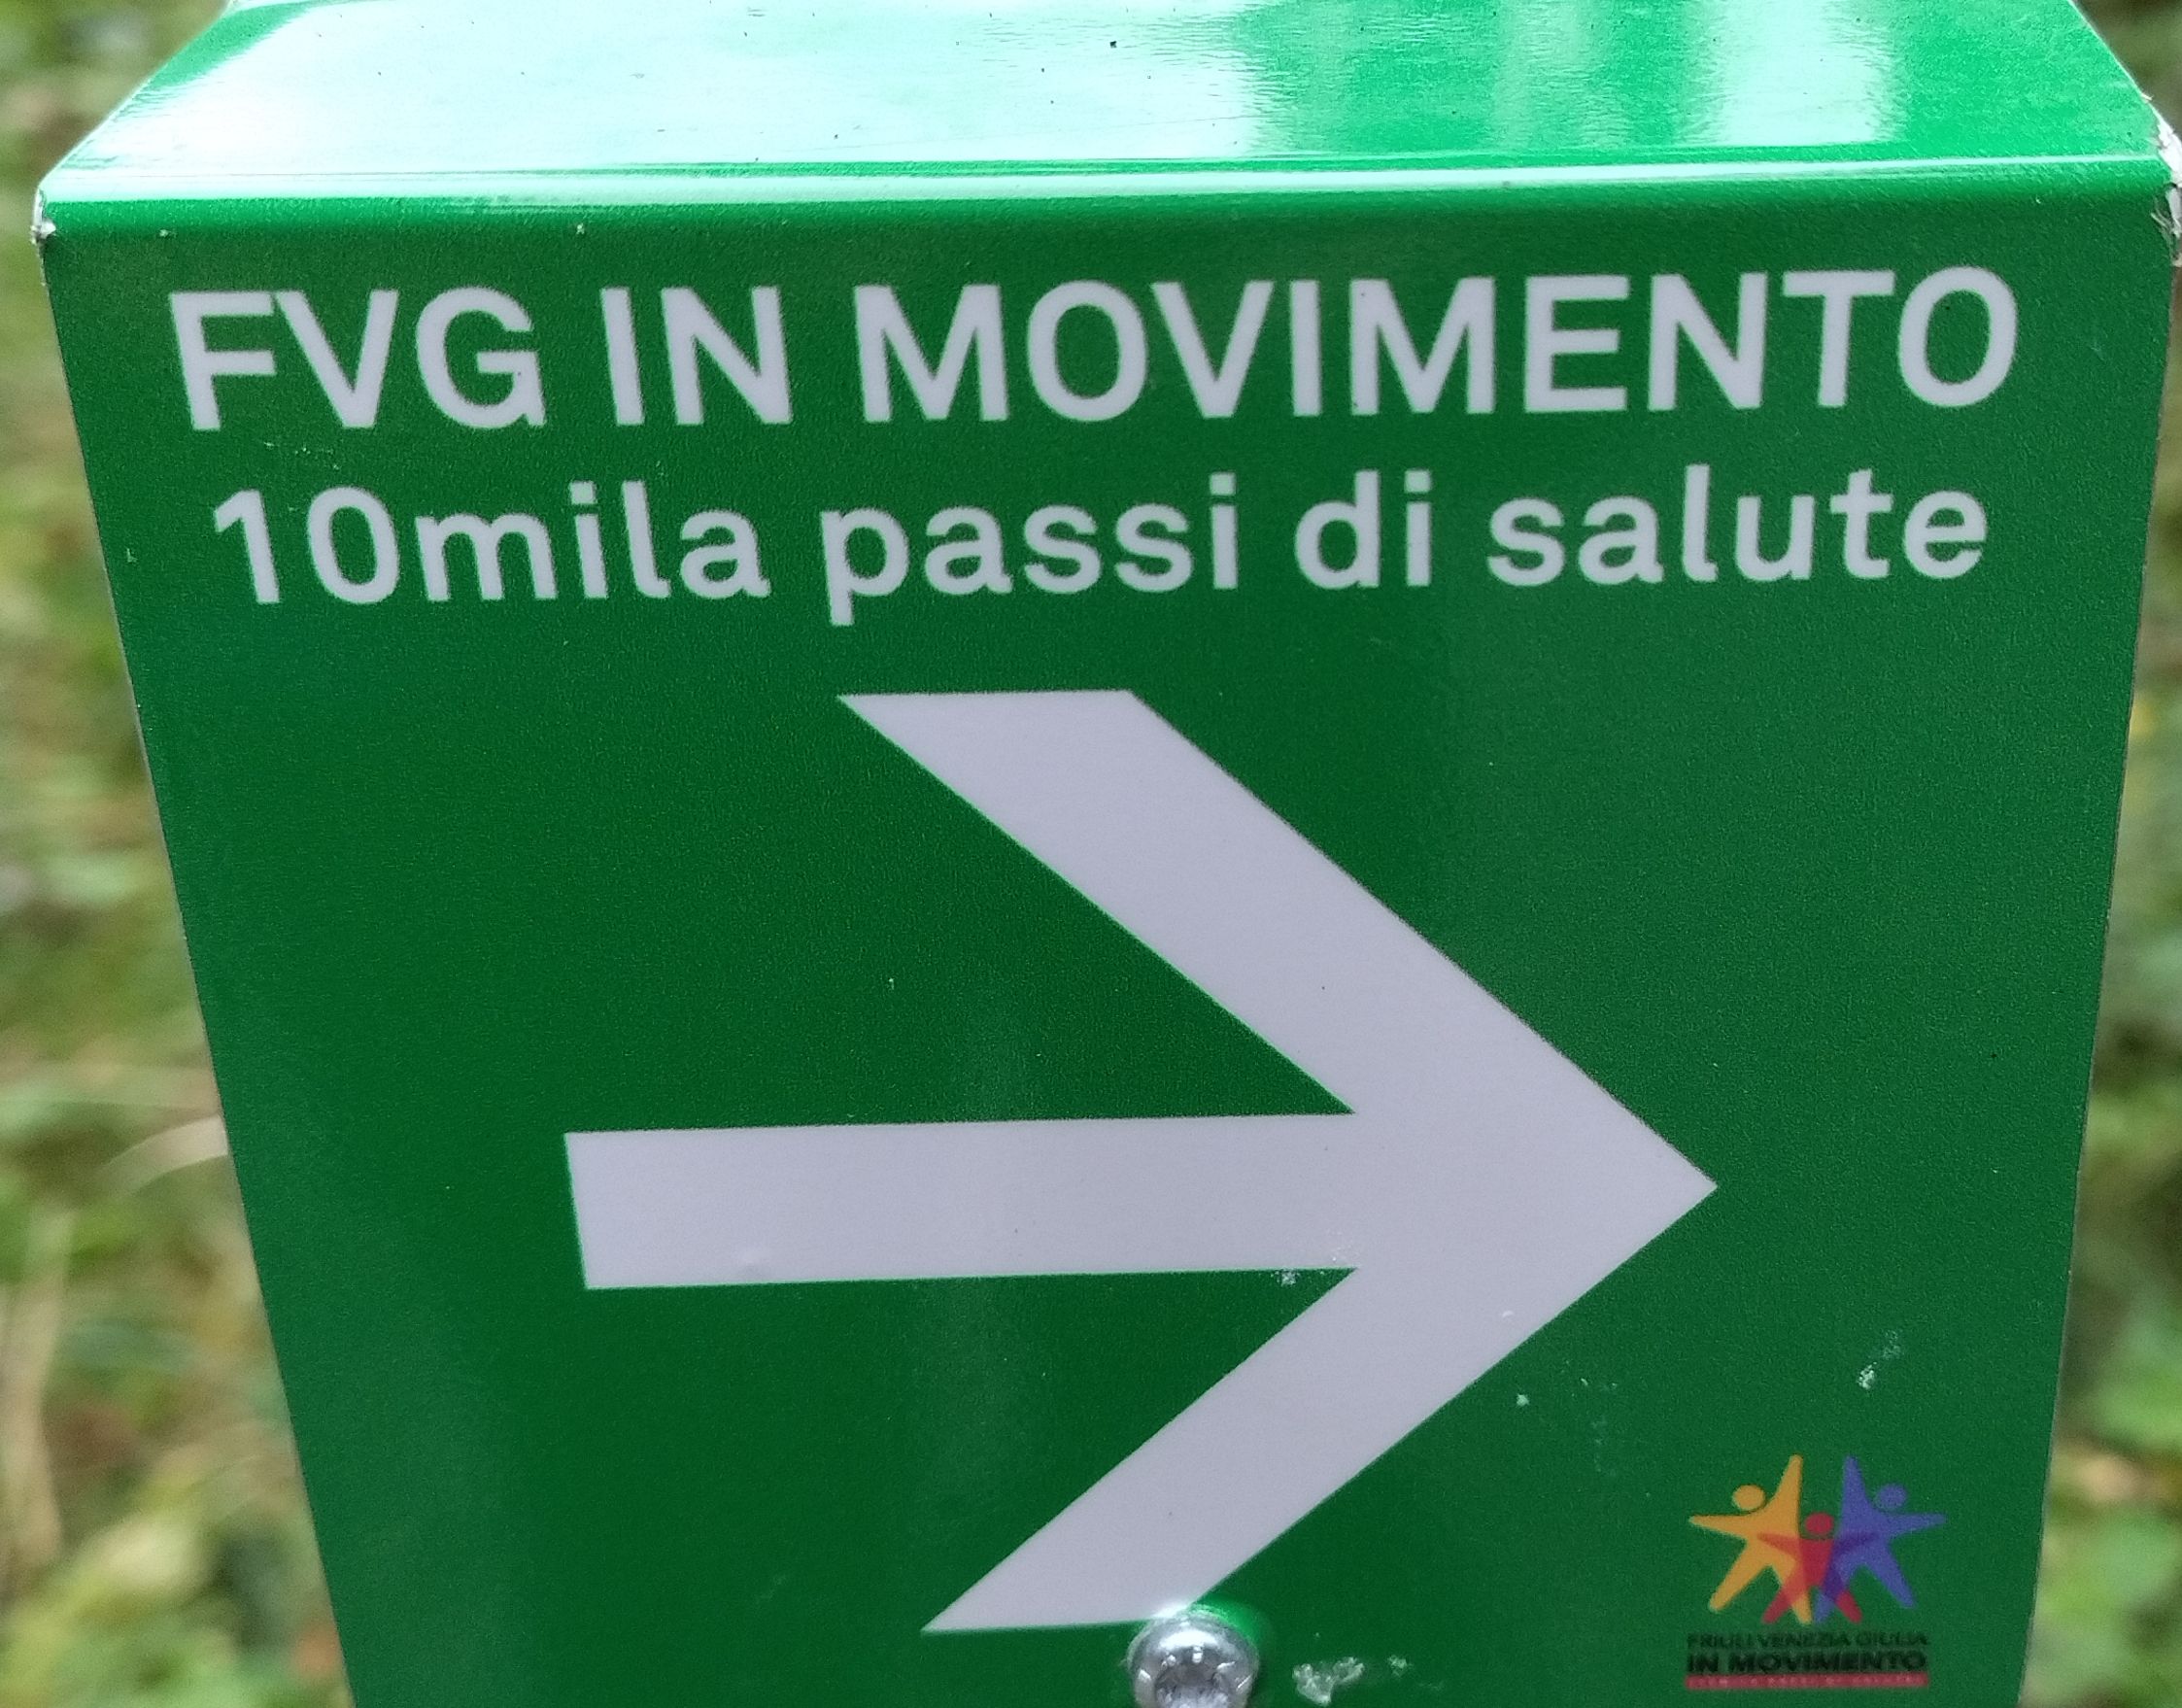 FVG IN MOVIMENTO
10mila passi di salute
FRIULI VENEZIA GIULIA
IN MOVIMENTO